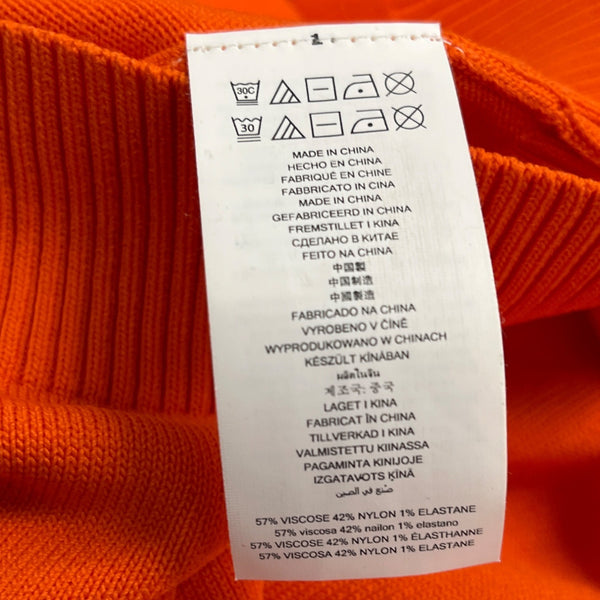 1
30C
30
MADE IN CHINA
HECHO EN CHINA
FABRIQUÉ EN CHINE
FABBRICATO IN CINA
MADE IN CHINA
GEFABRICEERD IN CHINA
FREMSTILLET I KINA
СДЕЛАНО В КИТАЕ
FEITO NA CHINA
中国製
中国制造
中國製造
FABRICADO NA CHINA
VYROBENO V ČÍNĚ
WYPRODUKOWANO W CHINACH
KÉSZÜLT KÍNÁBAN
ผลิตในจีน
제조국: 중국
LAGET I KINA
FABRICAT ÎN CHINA
TILLVERKAD I KINA
VALMISTETTU KIINASSA
PAGAMINTA KINIJOJE
IZGATAVOTS ĶĪNĀ
صنع في الصين
57% VISCOSE 42% NYLON 1% ELASTANE
57% viscosa 42% nailon 1% elastano
57% VISCOSE 42% NYLON 1% ÉLASTHANNE
57% VISCOSA 42% NYLON 1% ELASTANE